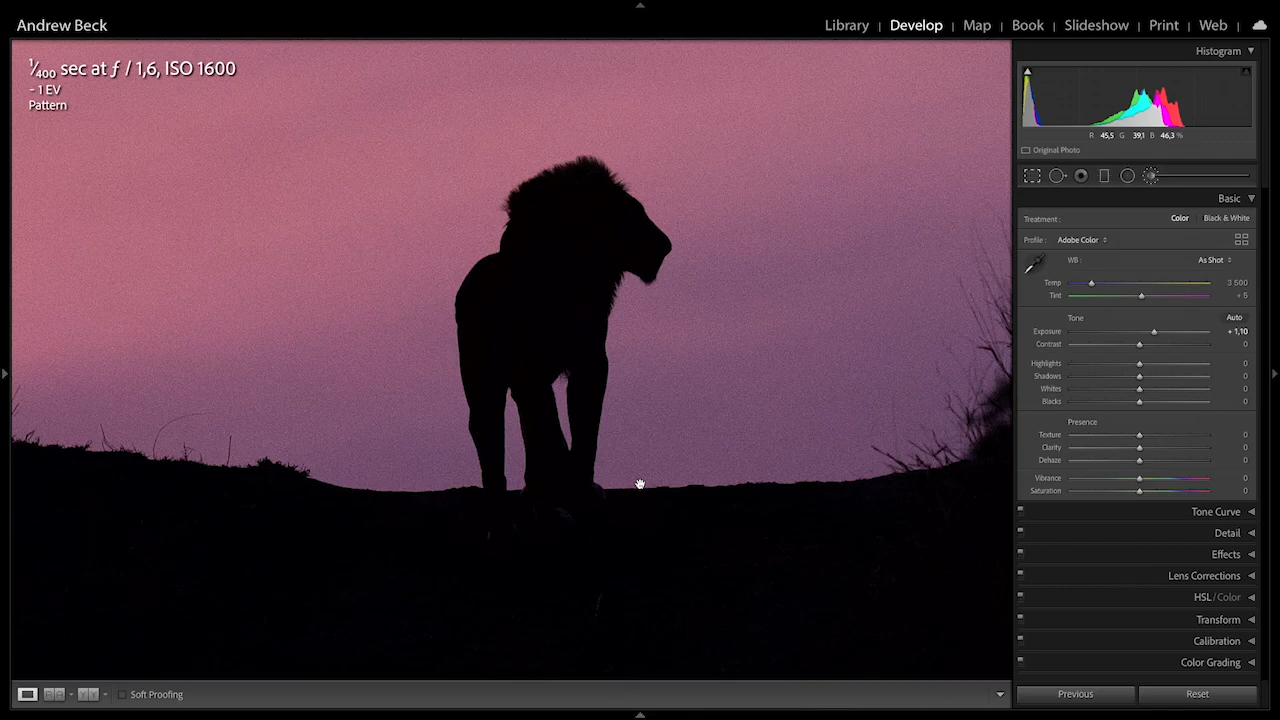 Andrew Beck
Library | Develop | Map | Book | Slideshow | Print | Web |
1/400 sec at ƒ / 1,6, ISO 1600
- 1 EV
Pattern
Histogram
R 45,5 G 39,1 B 46,3 %
Original Photo
Basic
Treatment : Color Black & White
Profile : Adobe Color
WB : As Shot
Temp 3 500
Tint + 5
Tone Auto
Exposure + 1,10
Contrast 0
Highlights 0
Shadows 0
Whites 0
Blacks 0
Presence
Texture 0
Clarity 0
Dehaze 0
Vibrance 0
Saturation 0
Tone Curve
Detail
Effects
Lens Corrections
HSL / Color
Transform
Calibration
Color Grading
Soft Proofing
Previous Reset